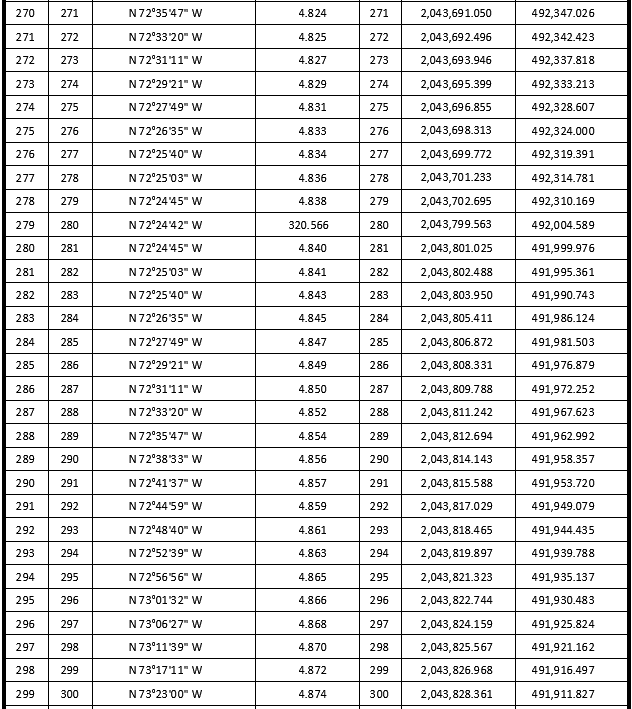 270 271 N 72°35'47" W 4.824 271 2,043,691.050 492,347.026
271 272 N 72°33'20" W 4.825 272 2,043,692.496 492,342.423
272 273 N 72°31'11" W 4.827 273 2,043,693.946 492,337.818
273 274 N 72°29'21" W 4.829 274 2,043,695.399 492,333.213
274 275 N 72°27'49" W 4.831 275 2,043,696.855 492,328.607
275 276 N 72°26'35" W 4.833 276 2,043,698.313 492,324.000
276 277 N 72°25'40" W 4.834 277 2,043,699.772 492,319.391
277 278 N 72°25'03" W 4.836 278 2,043,701.233 492,314.781
278 279 N 72°24'45" W 4.838 279 2,043,702.695 492,310.169
279 280 N 72°24'42" W 320.566 280 2,043,799.563 492,004.589
280 281 N 72°24'45" W 4.840 281 2,043,801.025 491,999.976
281 282 N 72°25'03" W 4.841 282 2,043,802.488 491,995.361
282 283 N 72°25'40" W 4.843 283 2,043,803.950 491,990.743
283 284 N 72°26'35" W 4.845 284 2,043,805.411 491,986.124
284 285 N 72°27'49" W 4.847 285 2,043,806.872 491,981.503
285 286 N 72°29'21" W 4.849 286 2,043,808.331 491,976.879
286 287 N 72°31'11" W 4.850 287 2,043,809.788 491,972.252
287 288 N 72°33'20" W 4.852 288 2,043,811.242 491,967.623
288 289 N 72°35'47" W 4.854 289 2,043,812.694 491,962.992
289 290 N 72°38'33" W 4.856 290 2,043,814.143 491,958.357
290 291 N 72°41'37" W 4.857 291 2,043,815.588 491,953.720
291 292 N 72°44'59" W 4.859 292 2,043,817.029 491,949.079
292 293 N 72°48'40" W 4.861 293 2,043,818.465 491,944.435
293 294 N 72°52'39" W 4.863 294 2,043,819.897 491,939.788
294 295 N 72°56'56" W 4.865 295 2,043,821.323 491,935.137
295 296 N 73°01'32" W 4.866 296 2,043,822.744 491,930.483
296 297 N 73°06'27" W 4.868 297 2,043,824.159 491,925.824
297 298 N 73°11'39" W 4.870 298 2,043,825.567 491,921.162
298 299 N 73°17'11" W 4.872 299 2,043,826.968 491,916.497
299 300 N 73°23'00" W 4.874 300 2,043,828.361 491,911.827